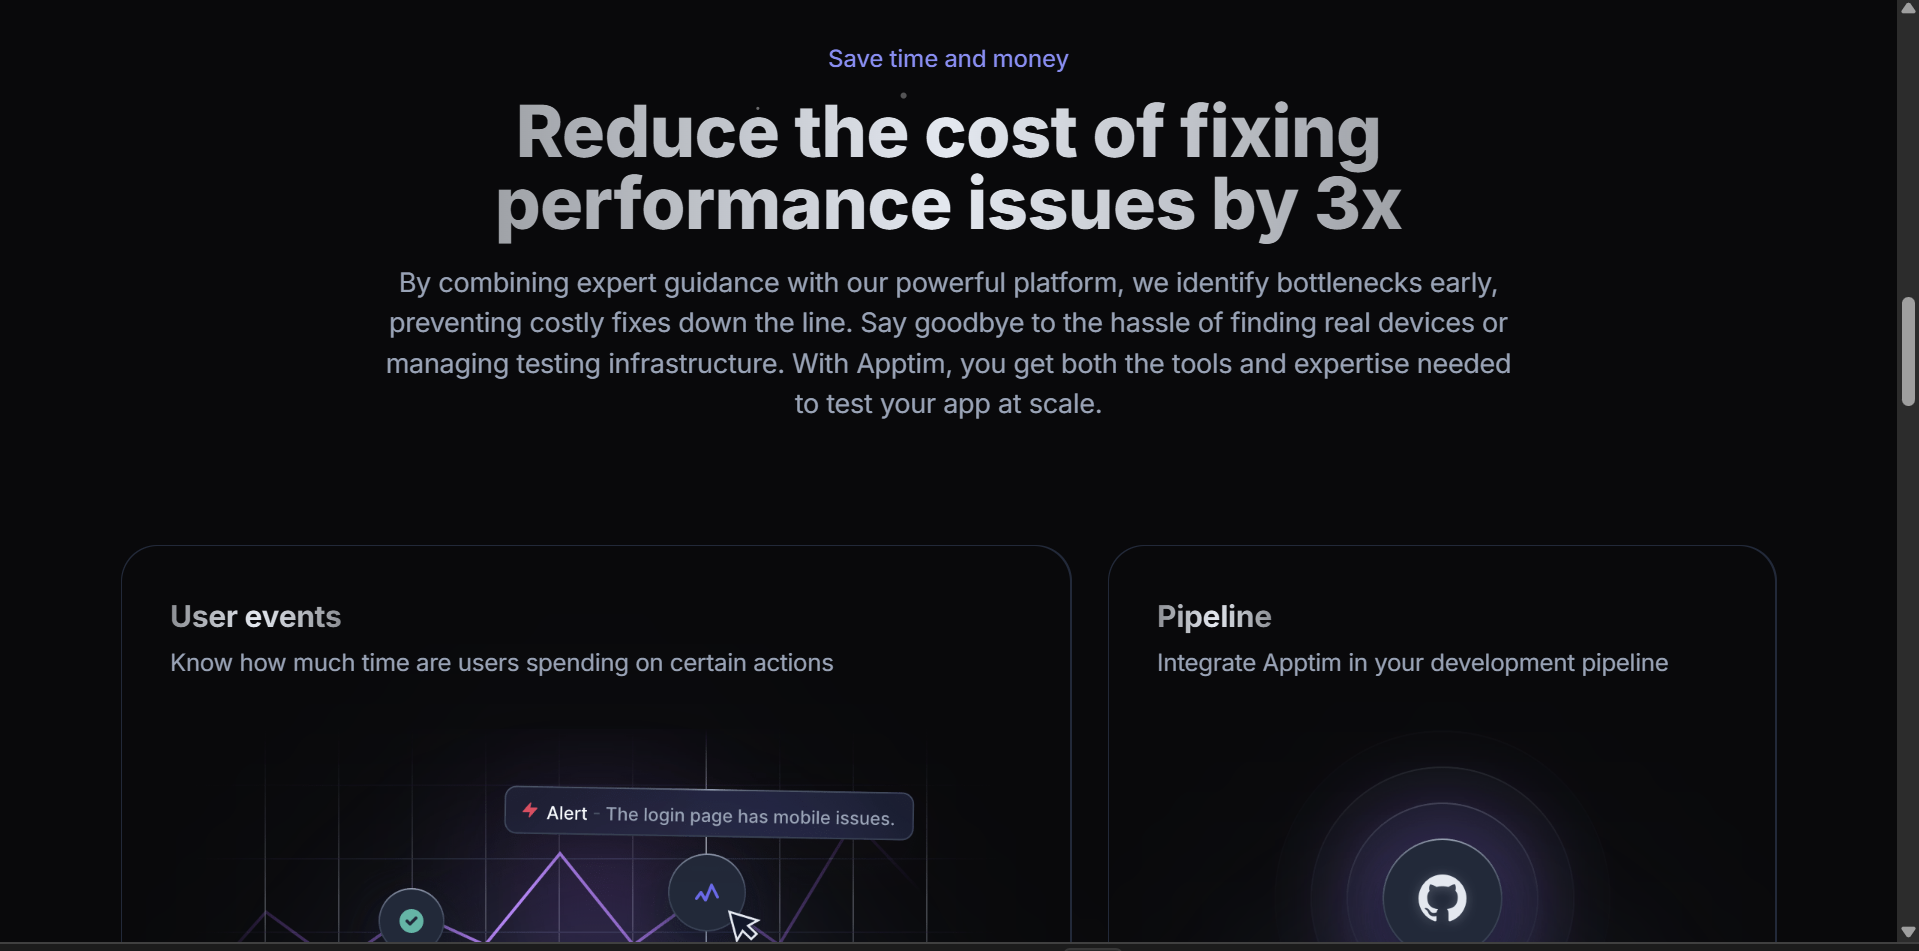 Save time and money
Reduce the cost of fixing
performance issues by 3x
By combining expert guidance with our powerful platform, we identify bottlenecks early,
preventing costly fixes down the line. Say goodbye to the hassle of finding real devices or
managing testing infrastructure. With Apptim, you get both the tools and expertise needed
to test your app at scale.
User events
Know how much time are users spending on certain actions
Alert - The login page has mobile issues.
Pipeline
Integrate Apptim in your development pipeline